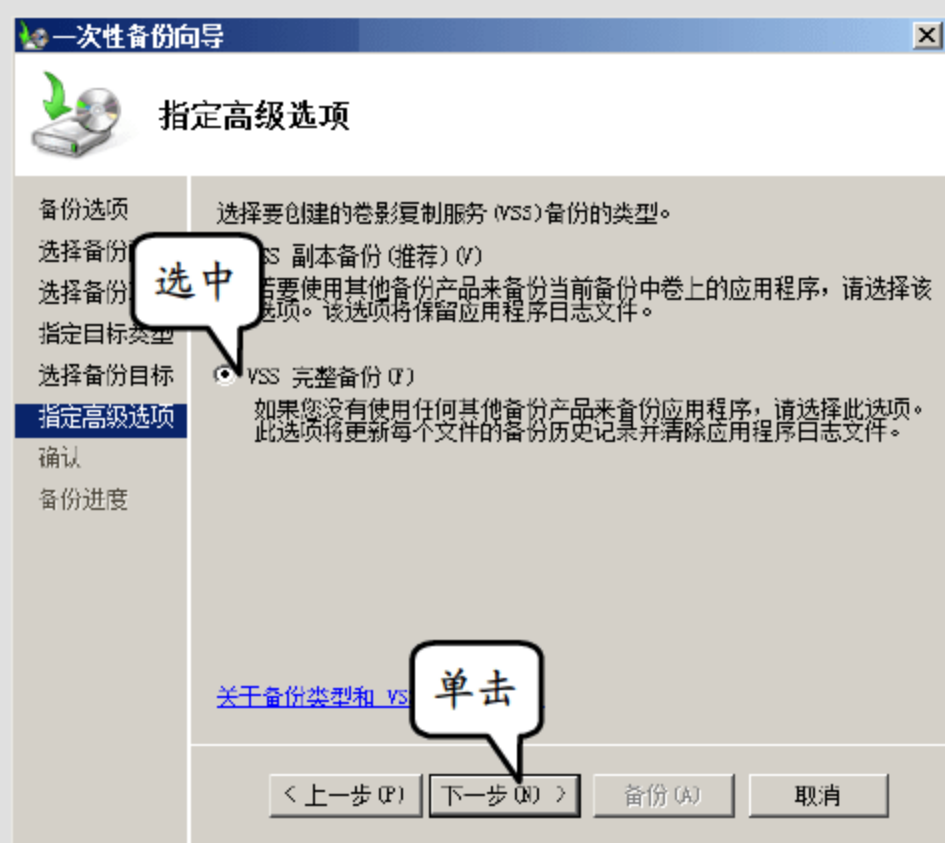 一次性备份向导
指定高级选项
备份选项
选择备份
选择备份
指定目标类型
选择备份目标
指定高级选项
确认
备份进度
选择要创建的卷影复制服务(VSS)备份的类型。
SS 副本备份(推荐)(V)
若要使用其他备份产品来备份当前备份中卷上的应用程序，请选择该
选项。该选项将保留应用程序日志文件。
选中
VSS 完整备份(F)
如果您没有使用任何其他备份产品来备份应用程序，请选择此选项。
此选项将更新每个文件的备份历史记录并清除应用程序日志文件。
关于备份类型和 VS
单击
< 上一步(P)
下一步(N) >
备份(A)
取消